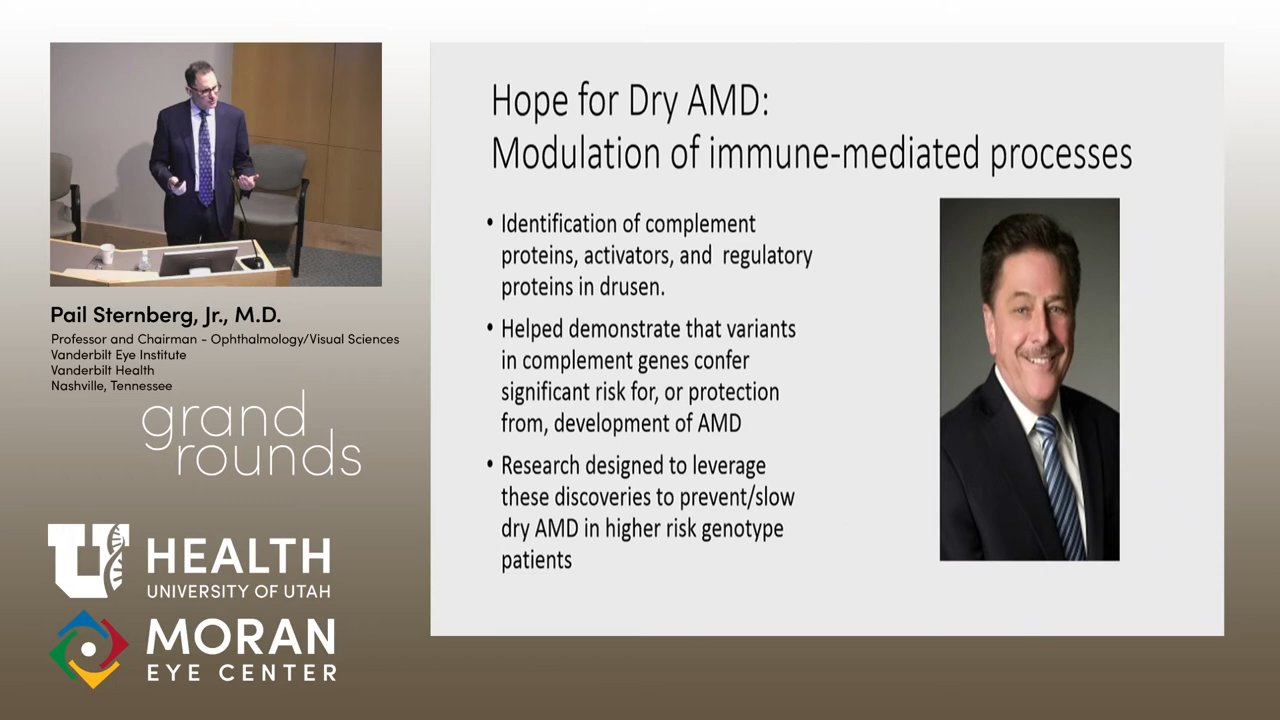 Hope for Dry AMD:
Modulation of immune-mediated processes
• Identification of complement
proteins, activators, and regulatory
proteins in drusen.
• Helped demonstrate that variants
in complement genes confer
significant risk for, or protection
from, development of AMD
• Research designed to leverage
these discoveries to prevent/slow
dry AMD in higher risk genotype
patients
Pail Sternberg, Jr., M.D.
Professor and Chairman - Ophthalmology/Visual Sciences
Vanderbilt Eye Institute
Vanderbilt Health
Nashville, Tennessee
grand
rounds
U HEALTH
UNIVERSITY OF UTAH
MORAN
EYE CENTER